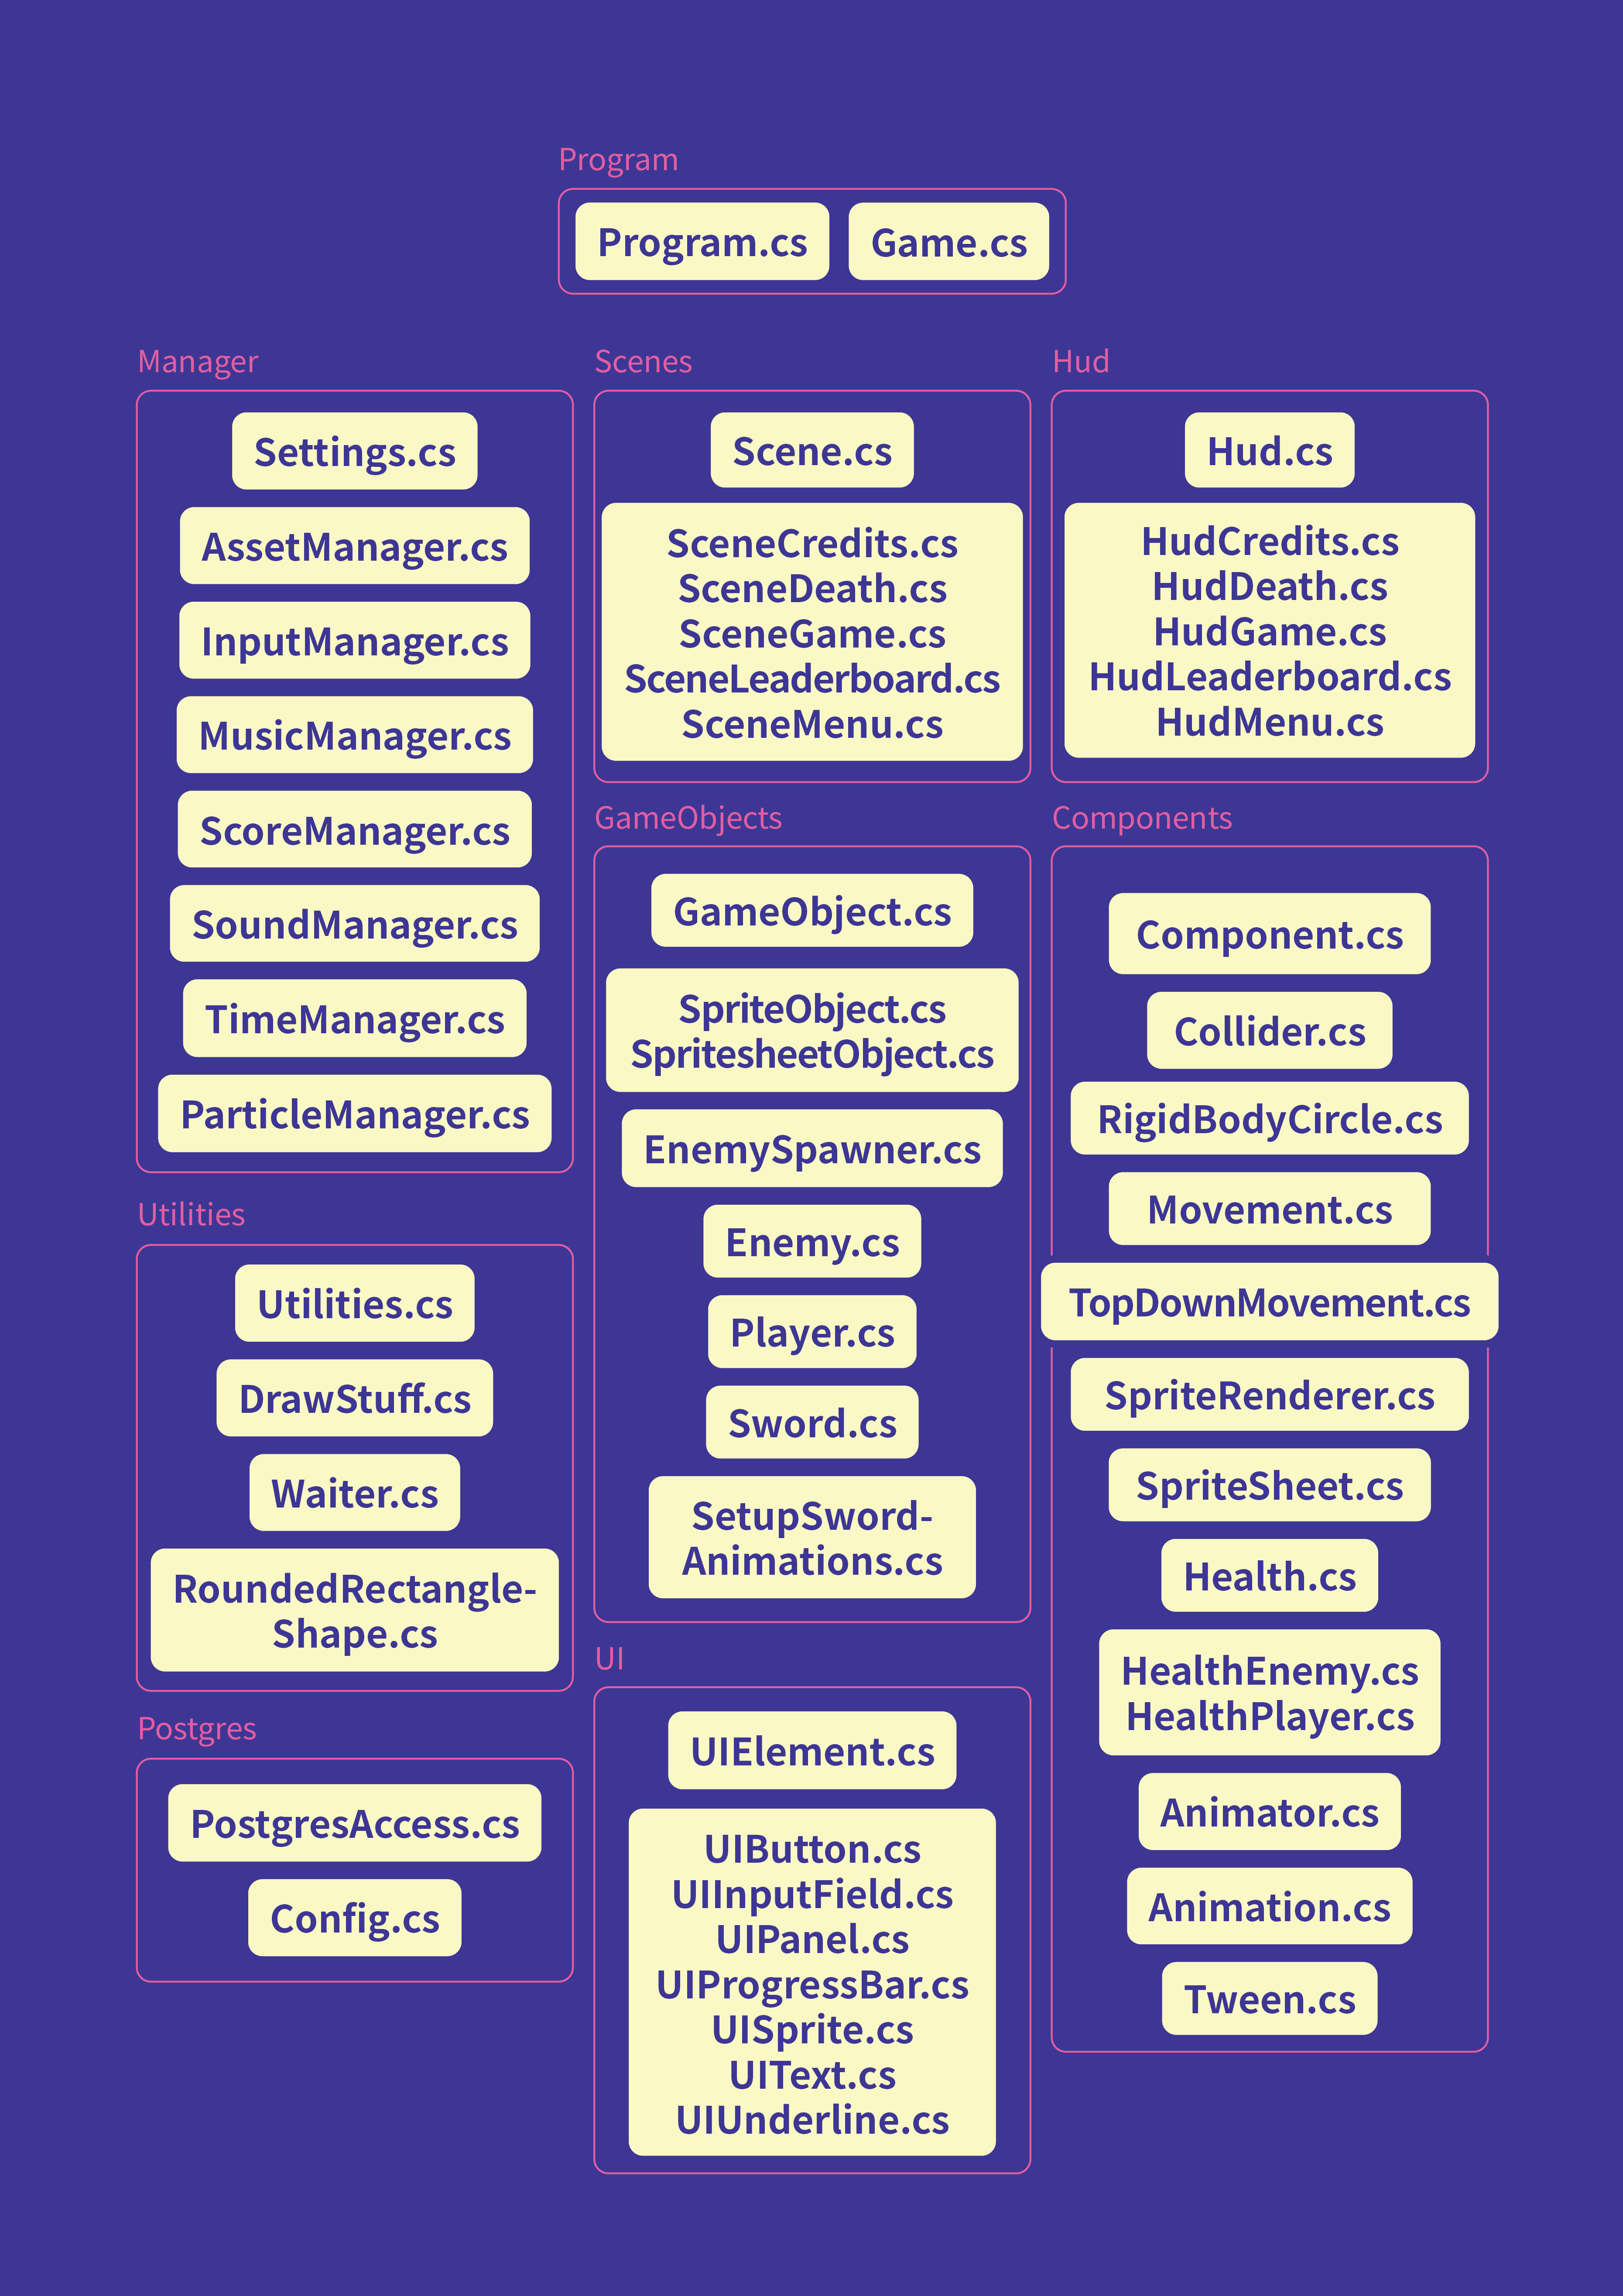 Program
Program.cs
Game.cs
Manager
Settings.cs
AssetManager.cs
InputManager.cs
MusicManager.cs
ScoreManager.cs
SoundManager.cs
TimeManager.cs
ParticleManager.cs
Utilities
Utilities.cs
DrawStuff.cs
Waiter.cs
RoundedRectangle-
Shape.cs
Postgres
PostgresAccess.cs
Config.cs
Scenes
Scene.cs
SceneCredits.cs
SceneDeath.cs
SceneGame.cs
SceneLeaderboard.cs
SceneMenu.cs
GameObjects
GameObject.cs
SpriteObject.cs
SpritesheetObject.cs
EnemySpawner.cs
Enemy.cs
Player.cs
Sword.cs
SetupSword-
Animations.cs
UI
UIElement.cs
UIButton.cs
UIInputField.cs
UIPanel.cs
UIProgressBar.cs
UISprite.cs
UIText.cs
UIUnderline.cs
Hud
Hud.cs
HudCredits.cs
HudDeath.cs
HudGame.cs
HudLeaderboard.cs
HudMenu.cs
Components
Component.cs
Collider.cs
RigidBodyCircle.cs
Movement.cs
TopDownMovement.cs
SpriteRenderer.cs
SpriteSheet.cs
Health.cs
HealthEnemy.cs
HealthPlayer.cs
Animator.cs
Animation.cs
Tween.cs